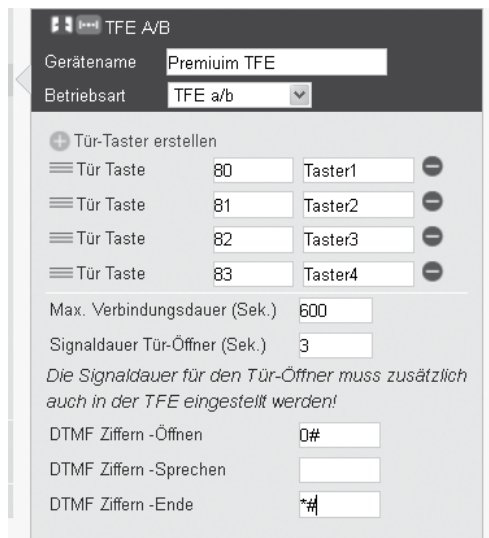 TFE A/B
Gerätename Premiuim TFE
Betriebsart TFE a/b
Tür-Taster erstellen
Tür Taste 80 Taster1
Tür Taste 81 Taster2
Tür Taste 82 Taster3
Tür Taste 83 Taster4
Max. Verbindungsdauer (Sek.) 600
Signaldauer Tür-Öffner (Sek.) 3
Die Signaldauer für den Tür-Öffner muss zusätzlich
auch in der TFE eingestellt werden!
DTMF Ziffern -Öffnen 0#
DTMF Ziffern -Sprechen
DTMF Ziffern -Ende *#